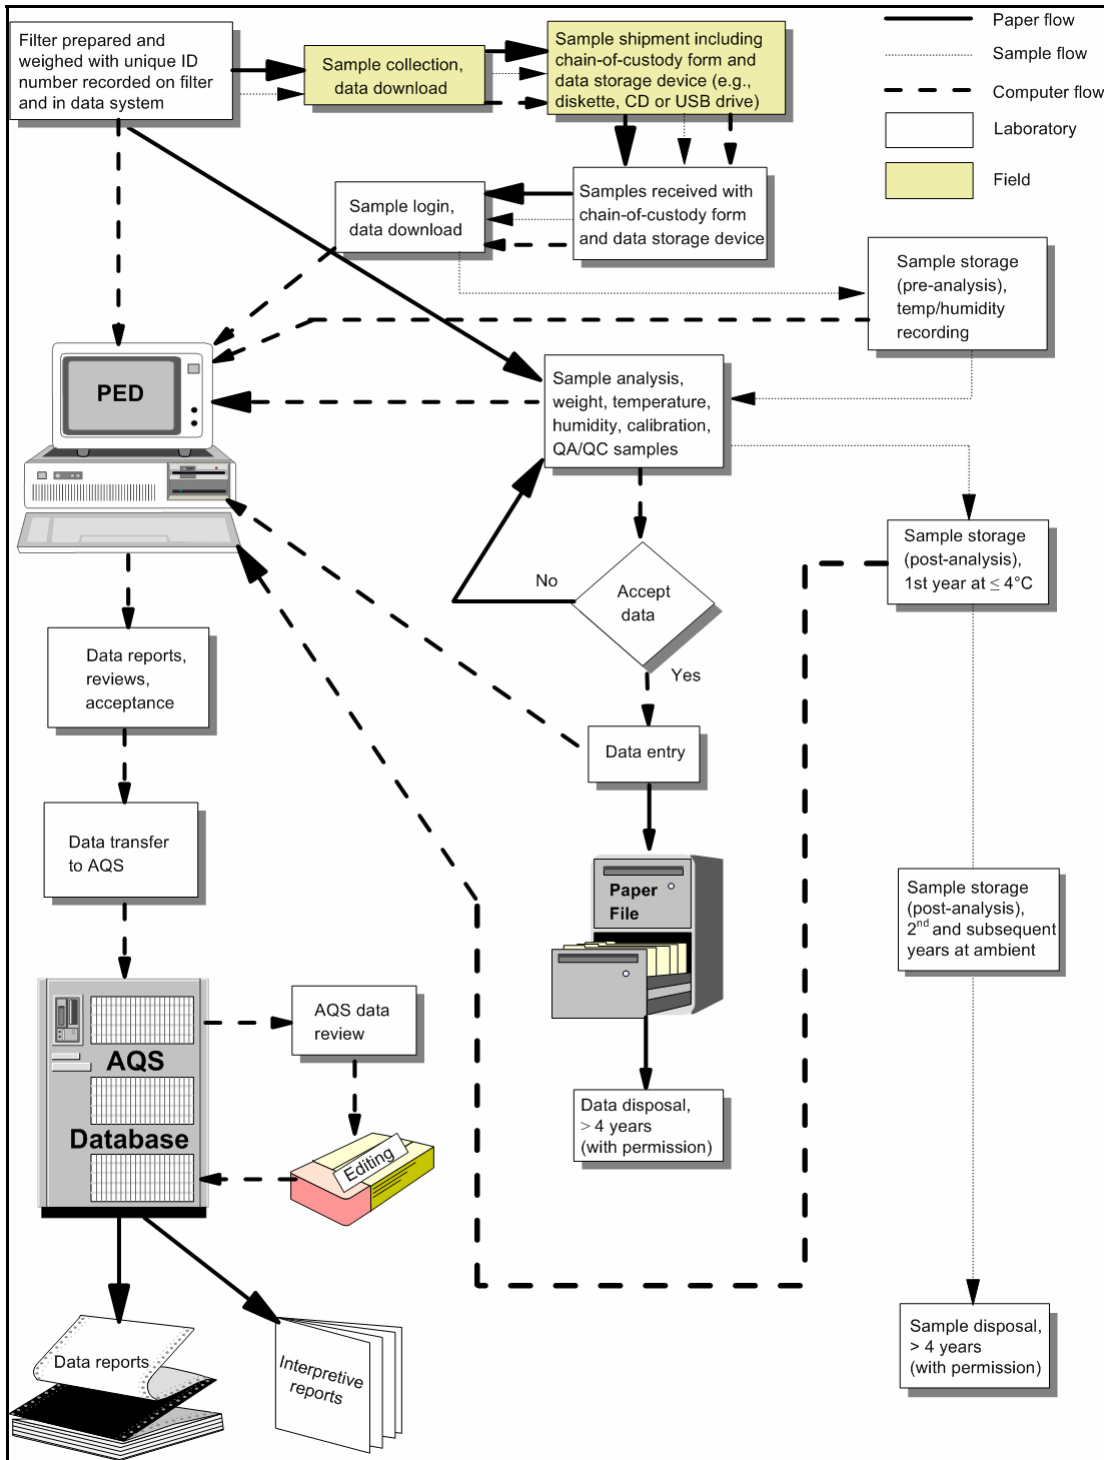 Filter prepared and
weighed with unique ID
number recorded on filter
and in data system
Sample collection,
data download
Sample shipment including
chain-of-custody form and
data storage device (e.g.,
diskette, CD or USB drive)
Paper flow
Sample flow
Computer flow
Laboratory
Field
Sample login,
data download
Samples received with
chain-of-custody form
and data storage device
Sample storage
(pre-analysis),
temp/humidity
recording
PED
Sample analysis,
weight, temperature,
humidity, calibration,
QA/QC samples
Sample storage
(post-analysis),
1st year at ≤ 4°C
No
Accept
data
Yes
Data reports,
reviews,
acceptance
Data entry
Data transfer
to AQS
Paper
File
Sample storage
(post-analysis),
2nd and subsequent
years at ambient
AQS
Database
AQS data
review
Editing
Data disposal,
> 4 years
(with permission)
Data reports
Interpretive
reports
Sample disposal,
> 4 years
(with permission)